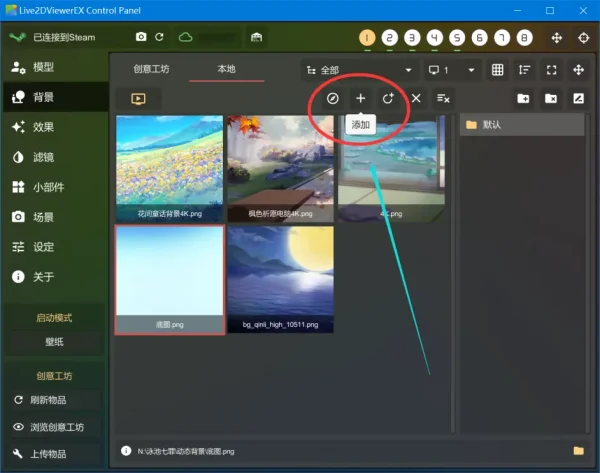 Live2DViewerEX Control Panel
已连接到Steam
1 2 3 4 5 6 7 8
模型
背景
效果
滤镜
小部件
场景
设定
关于
启动模式
壁纸
创意工坊
刷新物品
浏览创意工坊
上传物品
创意工坊 本地 全部 1
添加
默认
花间童话背景4K.png
枫色祈愿电脑4K.png
4K.png
底图.png
bg_qinli_high_10511.png
N:\泳池七罪\动态背景\底图.png